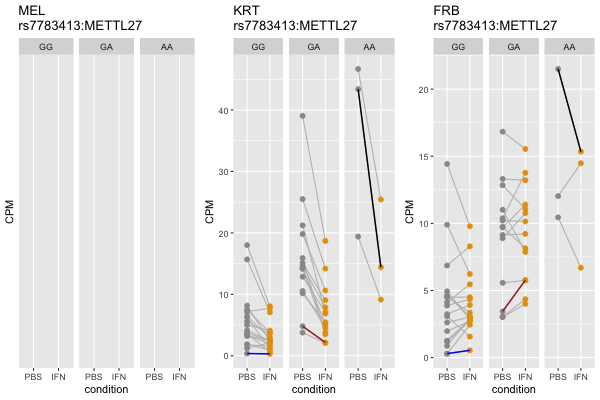 MEL
rs7783413:METTL27
GG GA AA
CPM
PBS IFN PBS IFN PBS IFN
condition
KRT
rs7783413:METTL27
GG GA AA
CPM
40
30
20
10
0
PBS IFN PBS IFN PBS IFN
condition
FRB
rs7783413:METTL27
GG GA AA
CPM
20
15
10
5
0
PBS IFN PBS IFN PBS IFN
condition